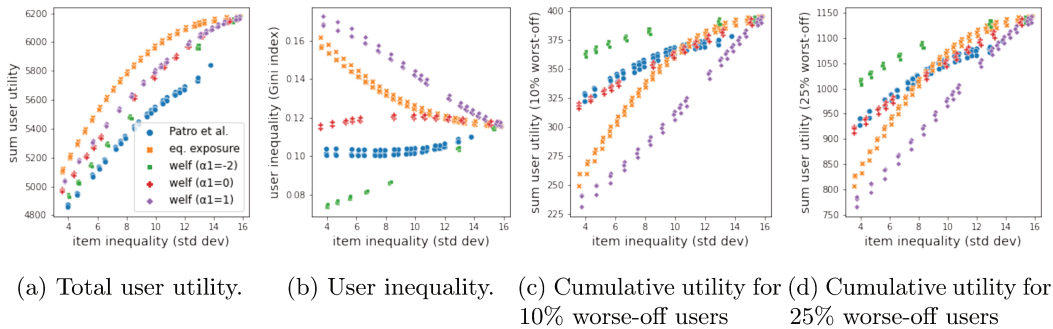 6200
6000
5800
5600
5400
5200
5000
4800
sum user utility
4 6 8 10 12 14 16
item inequality (std dev)
Patro et al.
eq. exposure
welf (α1=-2)
welf (α1=0)
welf (α1=1)
0.16
0.14
0.12
0.10
0.08
user inequality (Gini index)
4 6 8 10 12 14 16
item inequality (std dev)
400
375
350
325
300
275
250
225
sum user utility (10% worst-off)
4 6 8 10 12 14 16
item inequality (std dev)
1150
1100
1050
1000
950
900
850
800
750
sum user utility (25% worst-off)
4 6 8 10 12 14 16
item inequality (std dev)
(a) Total user utility.
(b) User inequality.
(c) Cumulative utility for
10% worse-off users
(d) Cumulative utility for
25% worse-off users